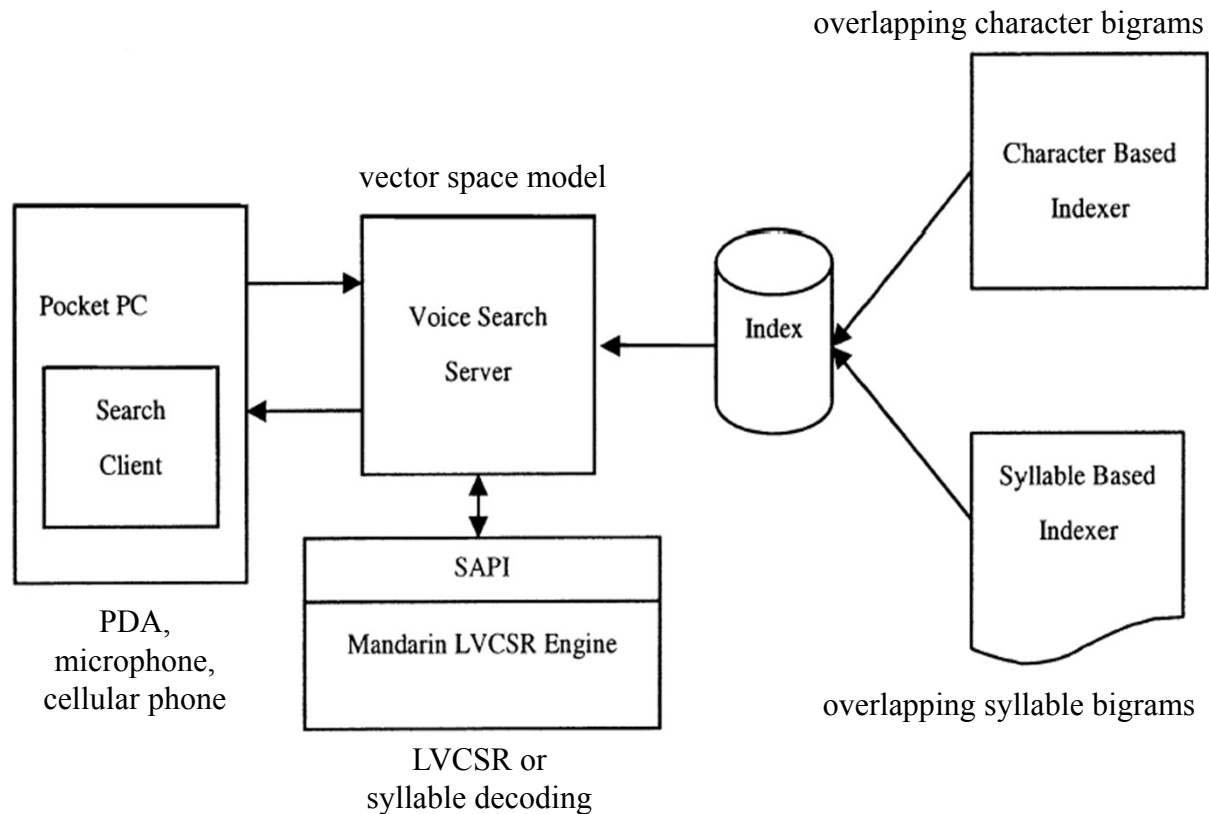 overlapping character bigrams
Character Based
Indexer
vector space model
Pocket PC
Search
Client
Voice Search
Server
Index
Syllable Based
Indexer
SAPI
Mandarin LVCSR Engine
PDA,
microphone,
cellular phone
overlapping syllable bigrams
LVCSR or
syllable decoding